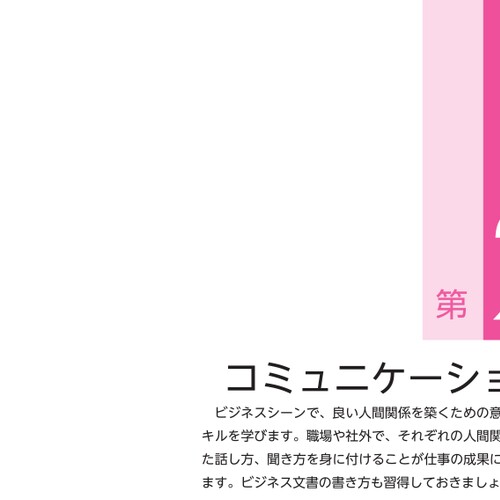 第
コミュニケーショ
ビジネスシーンで、良い人間関係を築くための意
キルを学びます。職場や社外で、それぞれの人間関
た話し方、聞き方を身に付けることが仕事の成果に
ます。ビジネス文書の書き方も習得しておきましょ